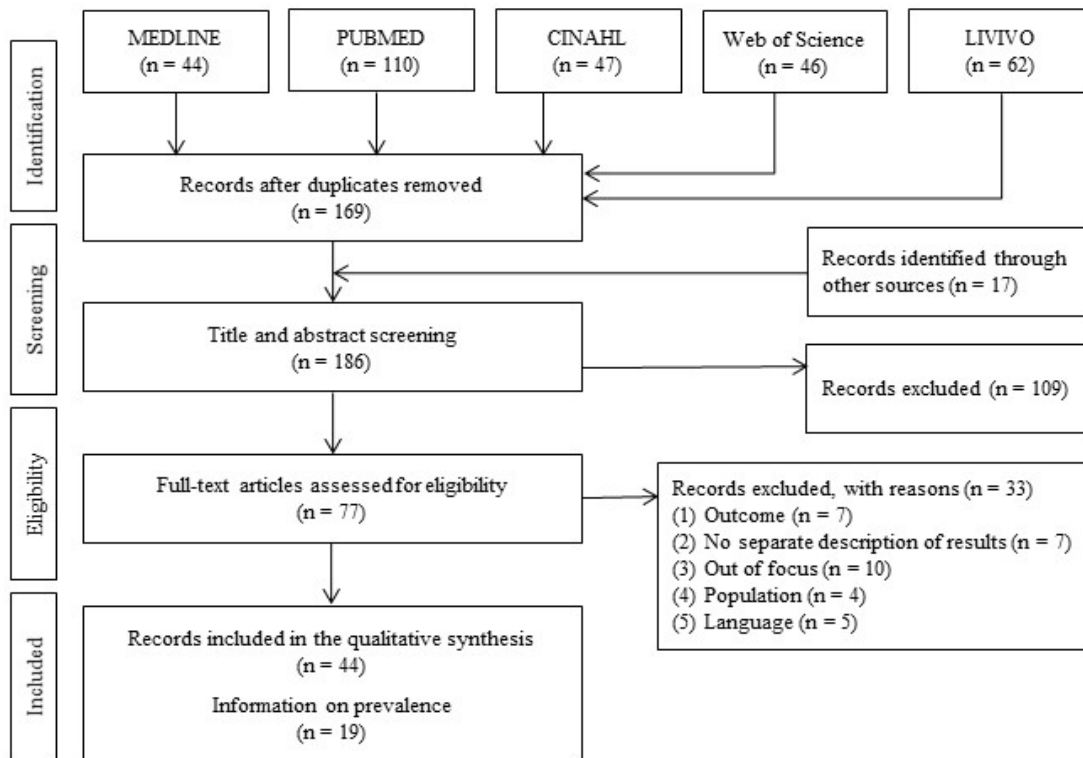 Identification
MEDLINE
(n = 44)
PUBMED
(n = 110)
CINAHL
(n = 47)
Web of Science
(n = 46)
LIVIVO
(n = 62)
Records after duplicates removed
(n = 169)
Screening
Records identified through
other sources (n = 17)
Title and abstract screening
(n = 186)
Records excluded (n = 109)
Eligibility
Full-text articles assessed for eligibility
(n = 77)
Records excluded, with reasons (n = 33)
(1) Outcome (n = 7)
(2) No separate description of results (n = 7)
(3) Out of focus (n = 10)
(4) Population (n = 4)
(5) Language (n = 5)
Included
Records included in the qualitative synthesis
(n = 44)
Information on prevalence
(n = 19)